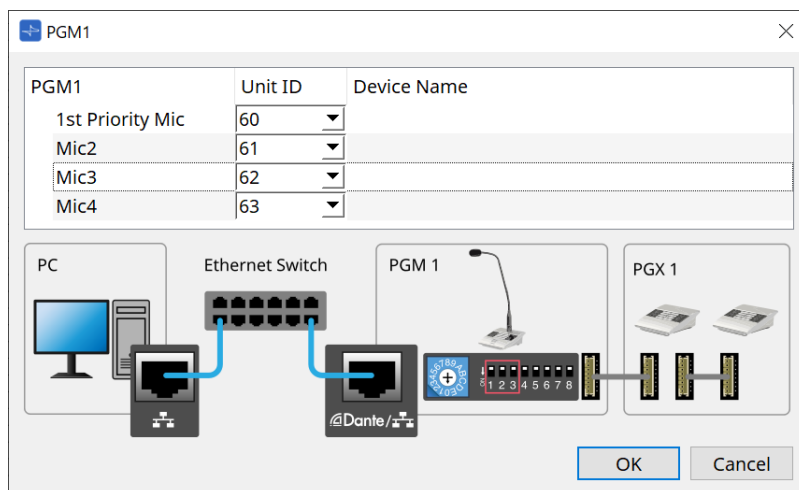 PGM1
PGM1 Unit ID Device Name
1st Priority Mic 60
Mic2 61
Mic3 62
Mic4 63
PC
Ethernet Switch
PGM 1
PGX 1
1 2 3 4 5 6 7 8
Dante/
OK Cancel